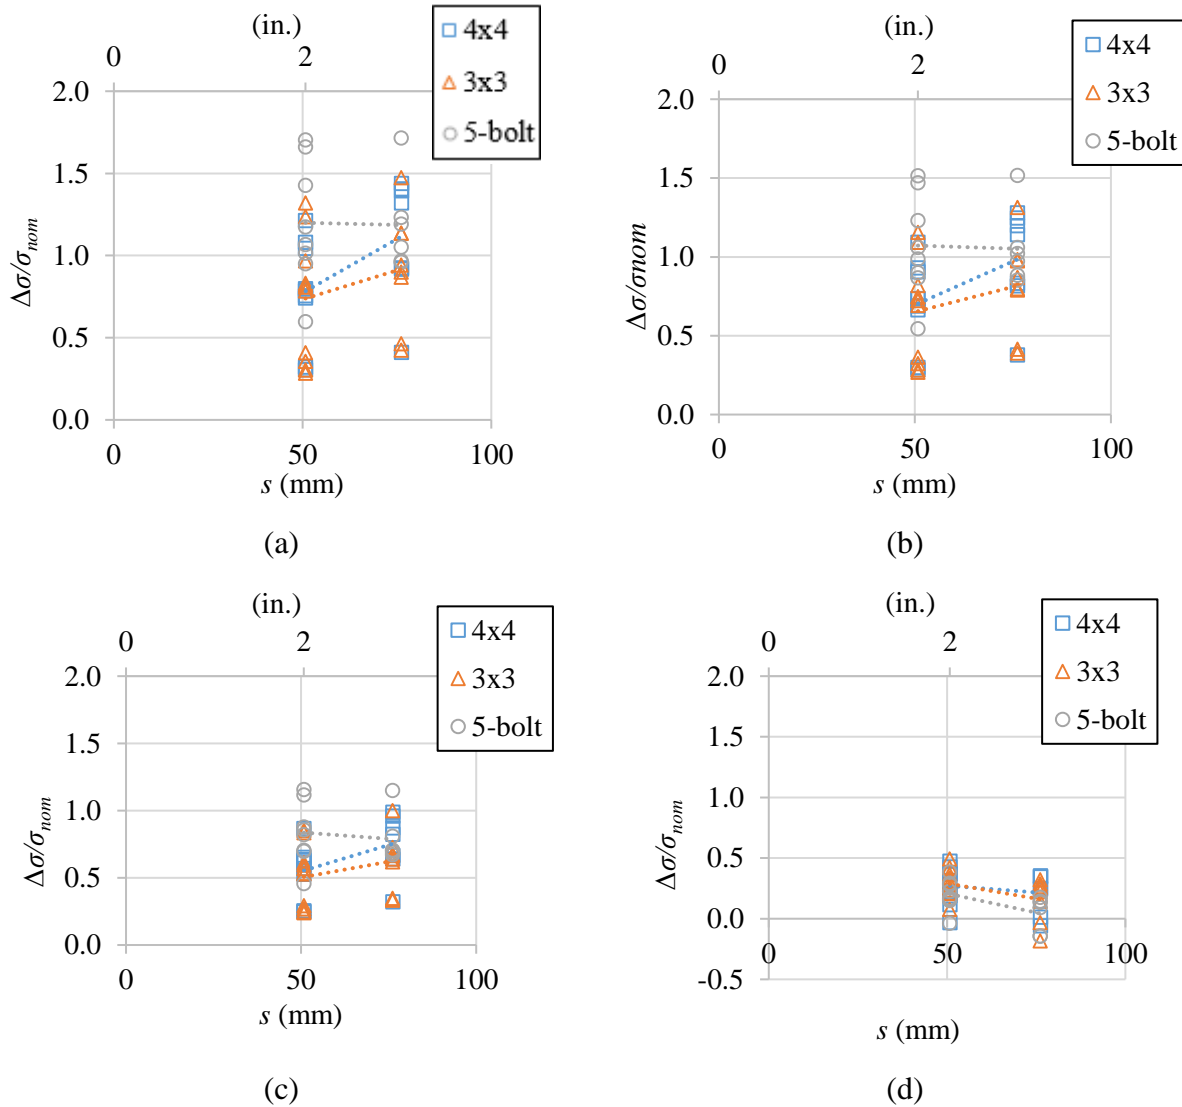 (in.)
0 2
4x4
3x3
5-bolt
2.0
1.5
1.0
0.5
0.0
Δσ/σnom
0 50 100
s (mm)
(a)
(in.)
0 2
4x4
3x3
5-bolt
2.0
1.5
1.0
0.5
0.0
Δσ/σnom
0 50 100
s (mm)
(b)
(in.)
0 2
4x4
3x3
5-bolt
2.0
1.5
1.0
0.5
0.0
Δσ/σnom
0 50 100
s (mm)
(c)
(in.)
0 2
4x4
3x3
5-bolt
2.0
1.5
1.0
0.5
0.0
-0.5
Δσ/σnom
0 50 100
s (mm)
(d)